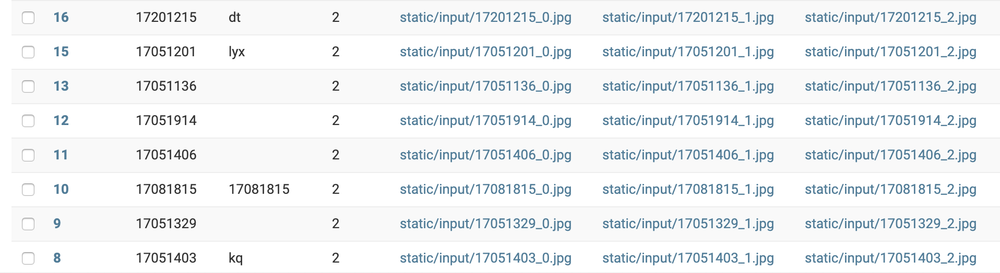 16 17201215 dt 2 static/input/17201215_0.jpg static/input/17201215_1.jpg static/input/17201215_2.jpg
15 17051201 lyx 2 static/input/17051201_0.jpg static/input/17051201_1.jpg static/input/17051201_2.jpg
13 17051136 2 static/input/17051136_0.jpg static/input/17051136_1.jpg static/input/17051136_2.jpg
12 17051914 2 static/input/17051914_0.jpg static/input/17051914_1.jpg static/input/17051914_2.jpg
11 17051406 2 static/input/17051406_0.jpg static/input/17051406_1.jpg static/input/17051406_2.jpg
10 17081815 17081815 2 static/input/17081815_0.jpg static/input/17081815_1.jpg static/input/17081815_2.jpg
9 17051329 2 static/input/17051329_0.jpg static/input/17051329_1.jpg static/input/17051329_2.jpg
8 17051403 kq 2 static/input/17051403_0.jpg static/input/17051403_1.jpg static/input/17051403_2.jpg